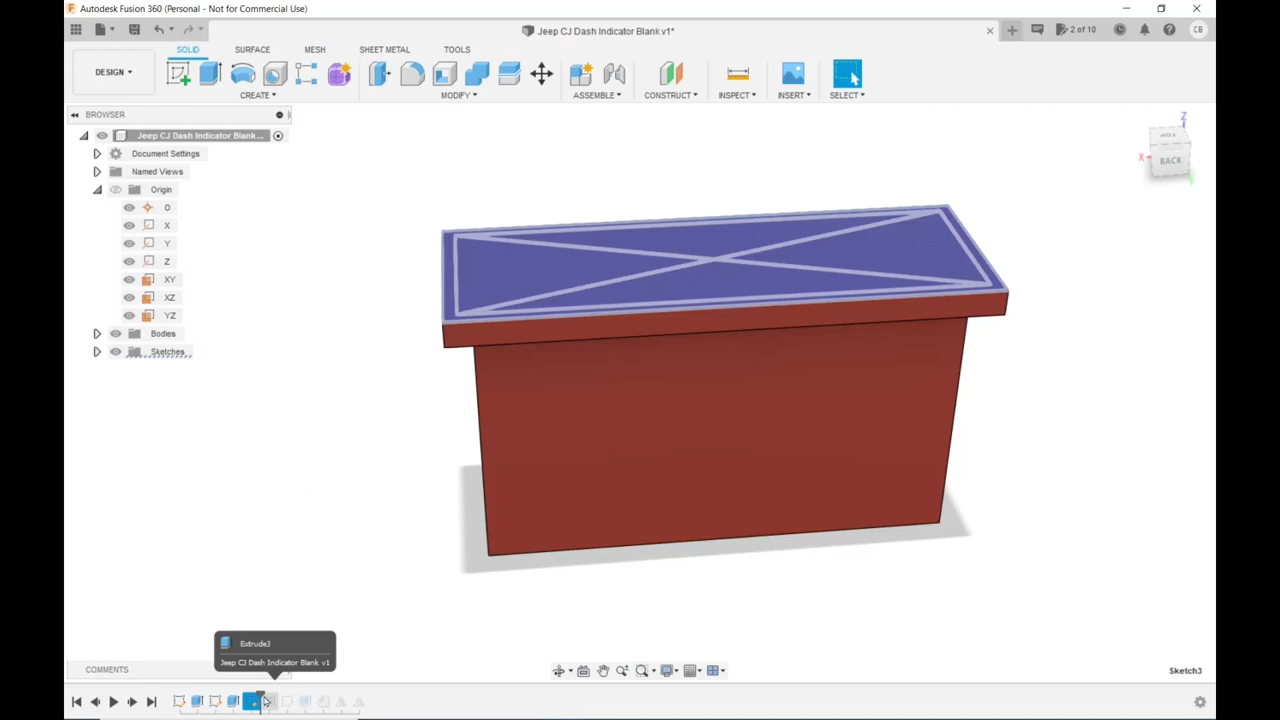 Autodesk Fusion 360 (Personal - Not for Commercial Use)
Jeep CJ Dash Indicator Blank v1*
2 of 10
CB
SOLID SURFACE MESH SHEET METAL TOOLS
DESIGN
CREATE MODIFY ASSEMBLE CONSTRUCT INSPECT INSERT SELECT
BROWSER
Jeep CJ Dash Indicator Blank...
Document Settings
Named Views
Origin
O
X
Y
Z
XY
XZ
YZ
Bodies
Sketches
Z
TOP
X
BACK
Y
Extrude3
Jeep CJ Dash Indicator Blank v1
COMMENTS
Sketch3